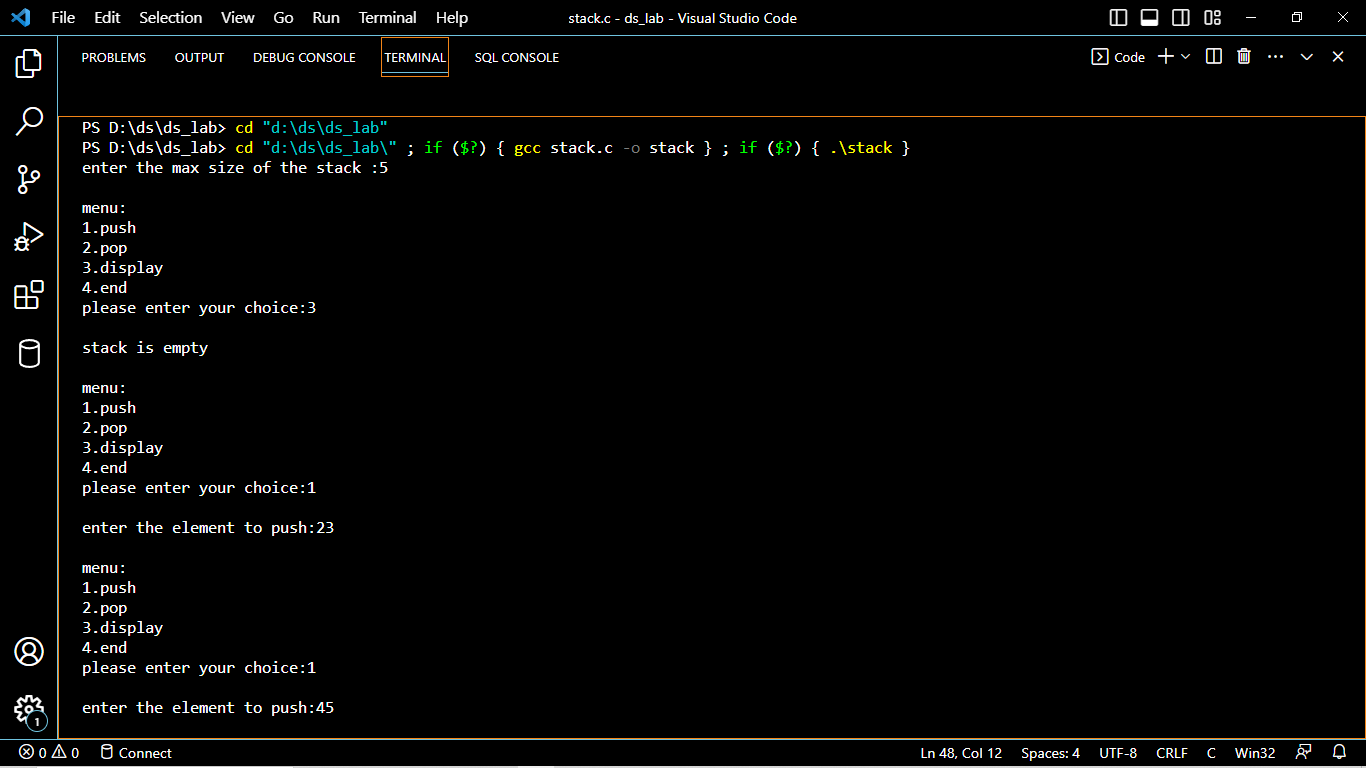 File Edit Selection View Go Run Terminal Help stack.c - ds_lab - Visual Studio Code
PROBLEMS OUTPUT DEBUG CONSOLE TERMINAL SQL CONSOLE Code
PS D:\ds\ds_lab> cd "d:\ds\ds_lab"
PS D:\ds\ds_lab> cd "d:\ds\ds_lab\" ; if ($?) { gcc stack.c -o stack } ; if ($?) { .\stack }
enter the max size of the stack :5
menu:
1.push
2.pop
3.display
4.end
please enter your choice:3
stack is empty
menu:
1.push
2.pop
3.display
4.end
please enter your choice:1
enter the element to push:23
menu:
1.push
2.pop
3.display
4.end
please enter your choice:1
enter the element to push:45
1
0 0 Connect Ln 48, Col 12 Spaces: 4 UTF-8 CRLF C Win32